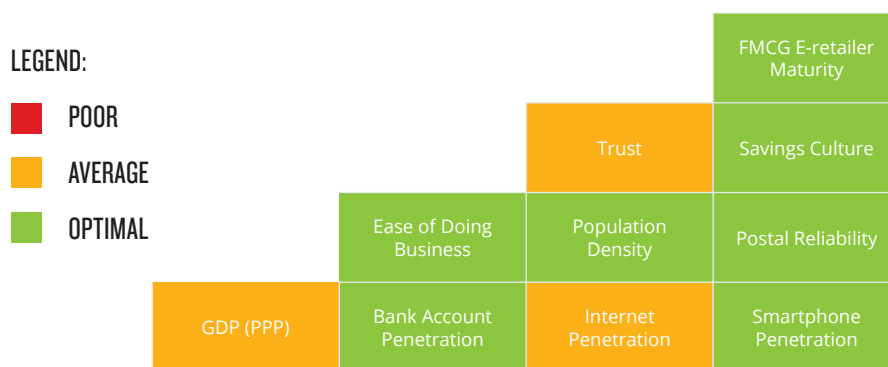 LEGEND:
POOR
AVERAGE
OPTIMAL
FMCG E-retailer
Maturity
Trust
Savings Culture
Ease of Doing
Business
Population
Density
Postal Reliability
GDP (PPP)
Bank Account
Penetration
Internet
Penetration
Smartphone
Penetration